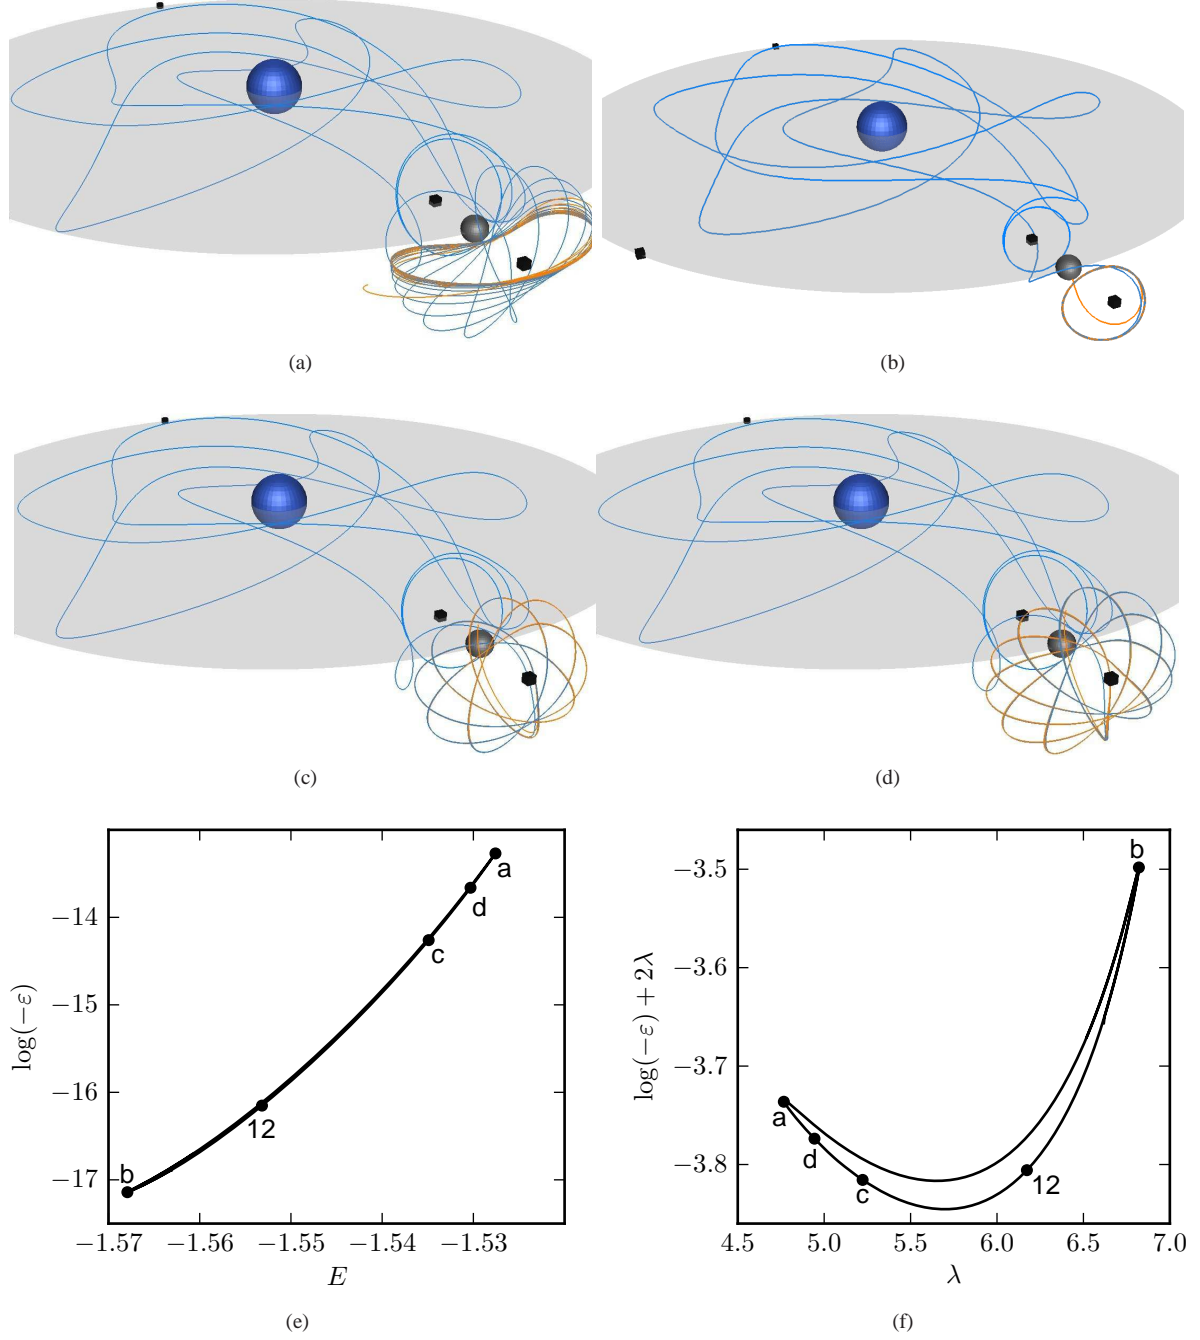 (a)
(b)
(c)
(d)
a
d
c
12
b
−14
−15
−16
−17
−1.57
−1.56
−1.55
−1.54
−1.53
log(−ε)
E
(e)
b
a
d
c
12
−3.5
−3.6
−3.7
−3.8
4.5
5.0
5.5
6.0
6.5
7.0
log(−ε) + 2λ
λ
(f)